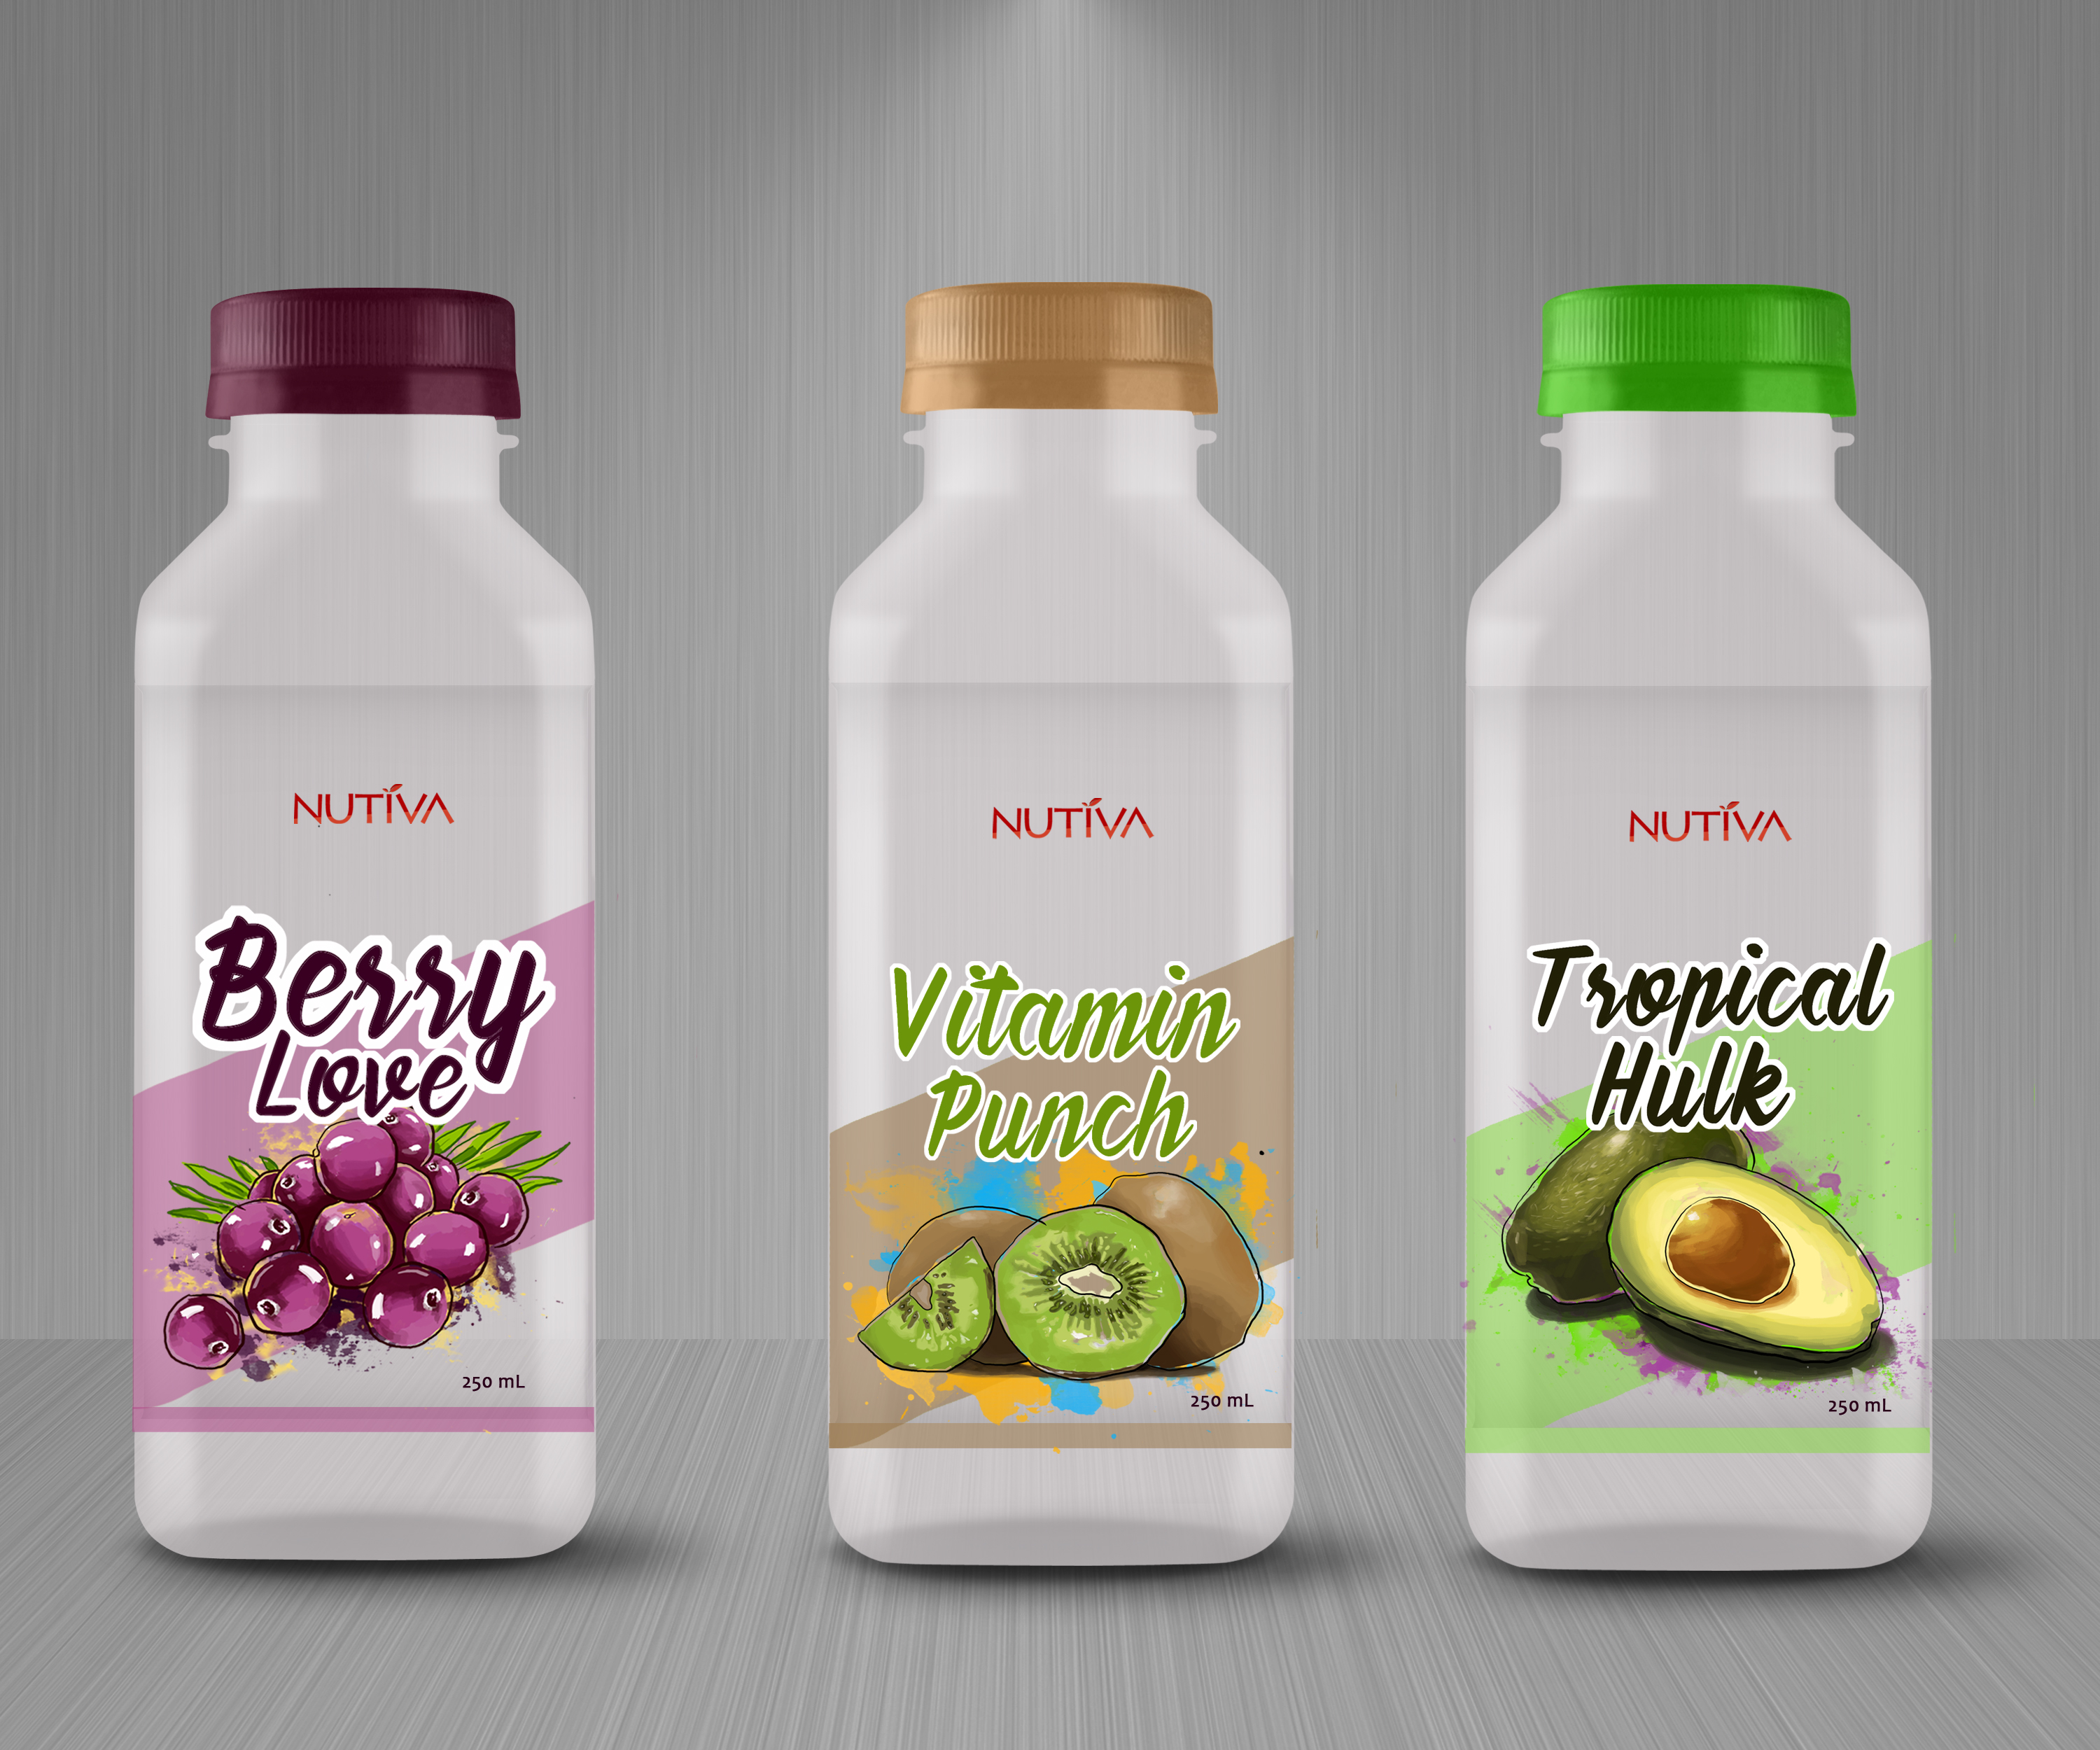 NUTIVA
Berry
Love
250 mL
NUTIVA
Vitamin
Punch
250 mL
NUTIVA
Tropical
Hulk
250 mL